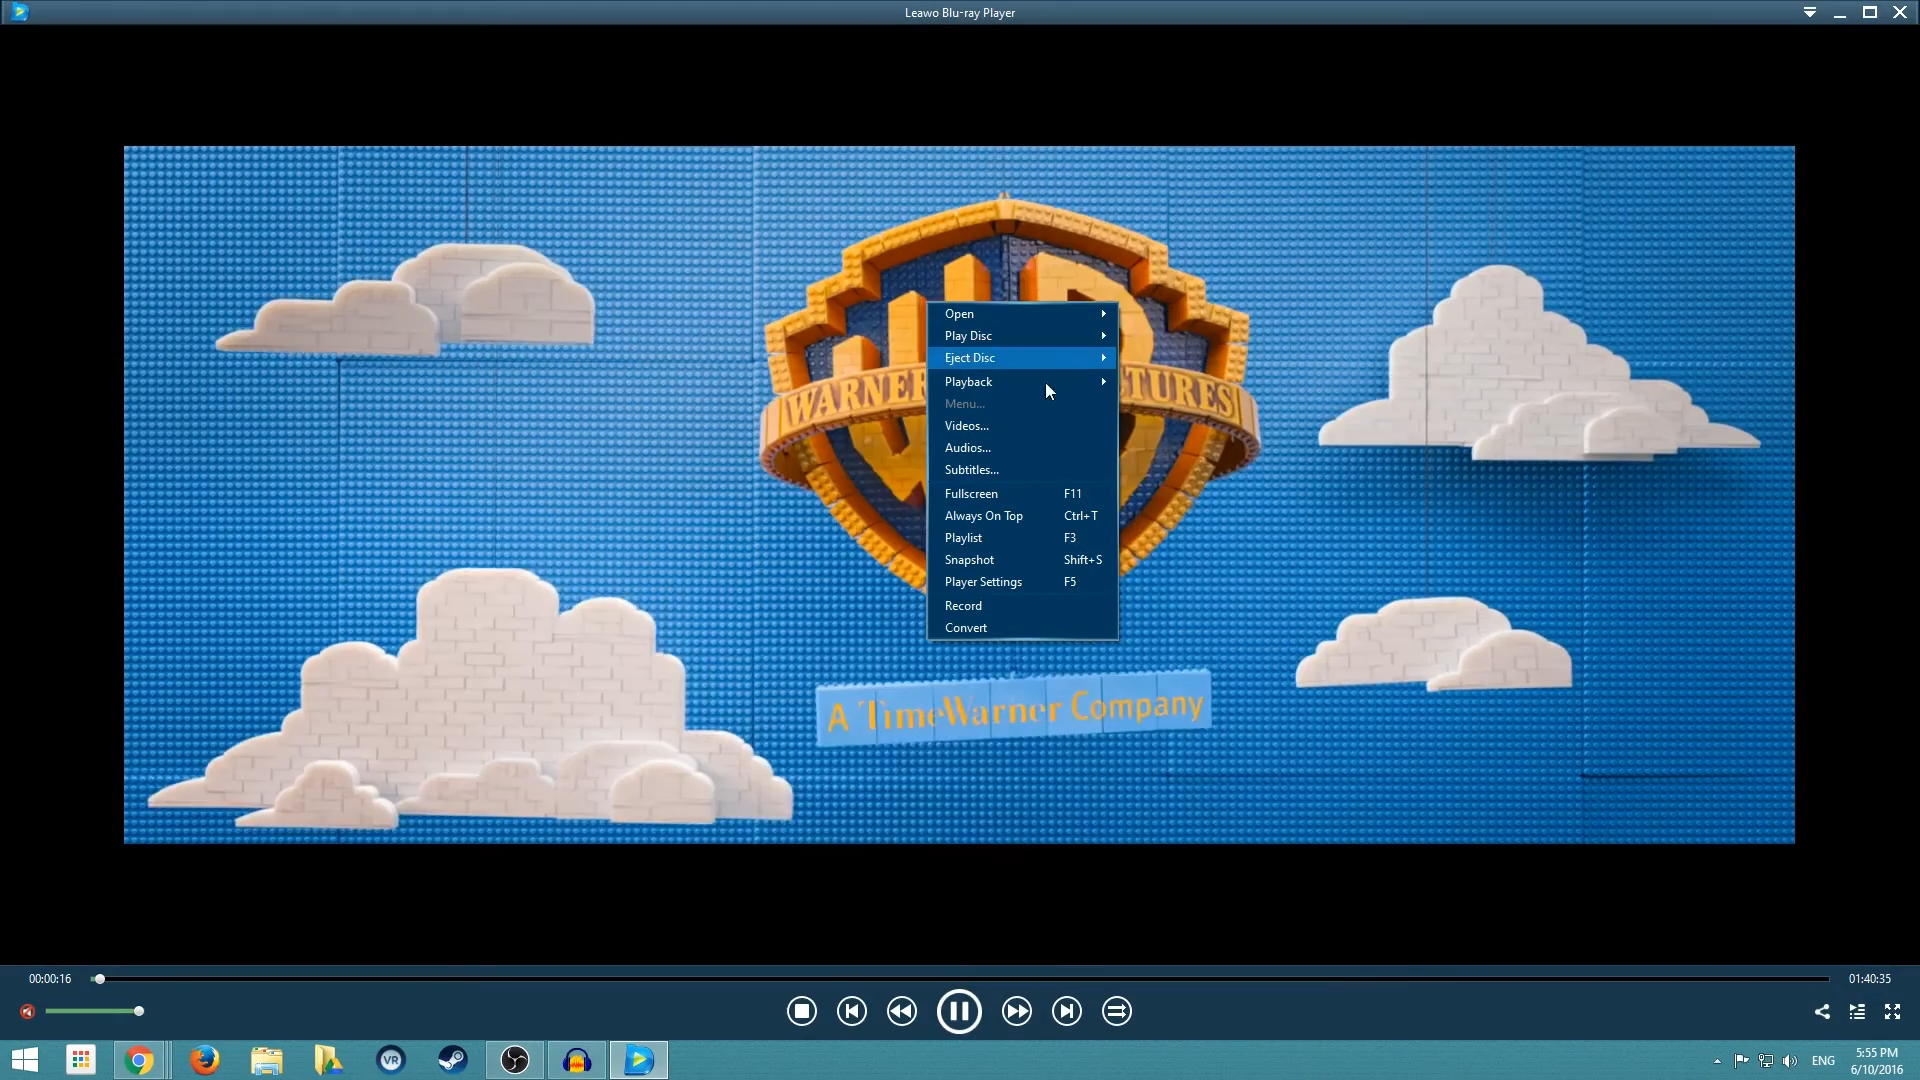 Leawo Blu-ray Player
WARNER
TURES
Open
Play Disc
Eject Disc
Playback
Menu...
Videos...
Audios...
Subtitles...
Fullscreen F11
Always On Top Ctrl+T
Playlist F3
Snapshot Shift+S
Player Settings F5
Record
Convert
A TimeWarner Company
00:00:16
01:40:35
VR
ENG
5:55 PM
6/10/2016